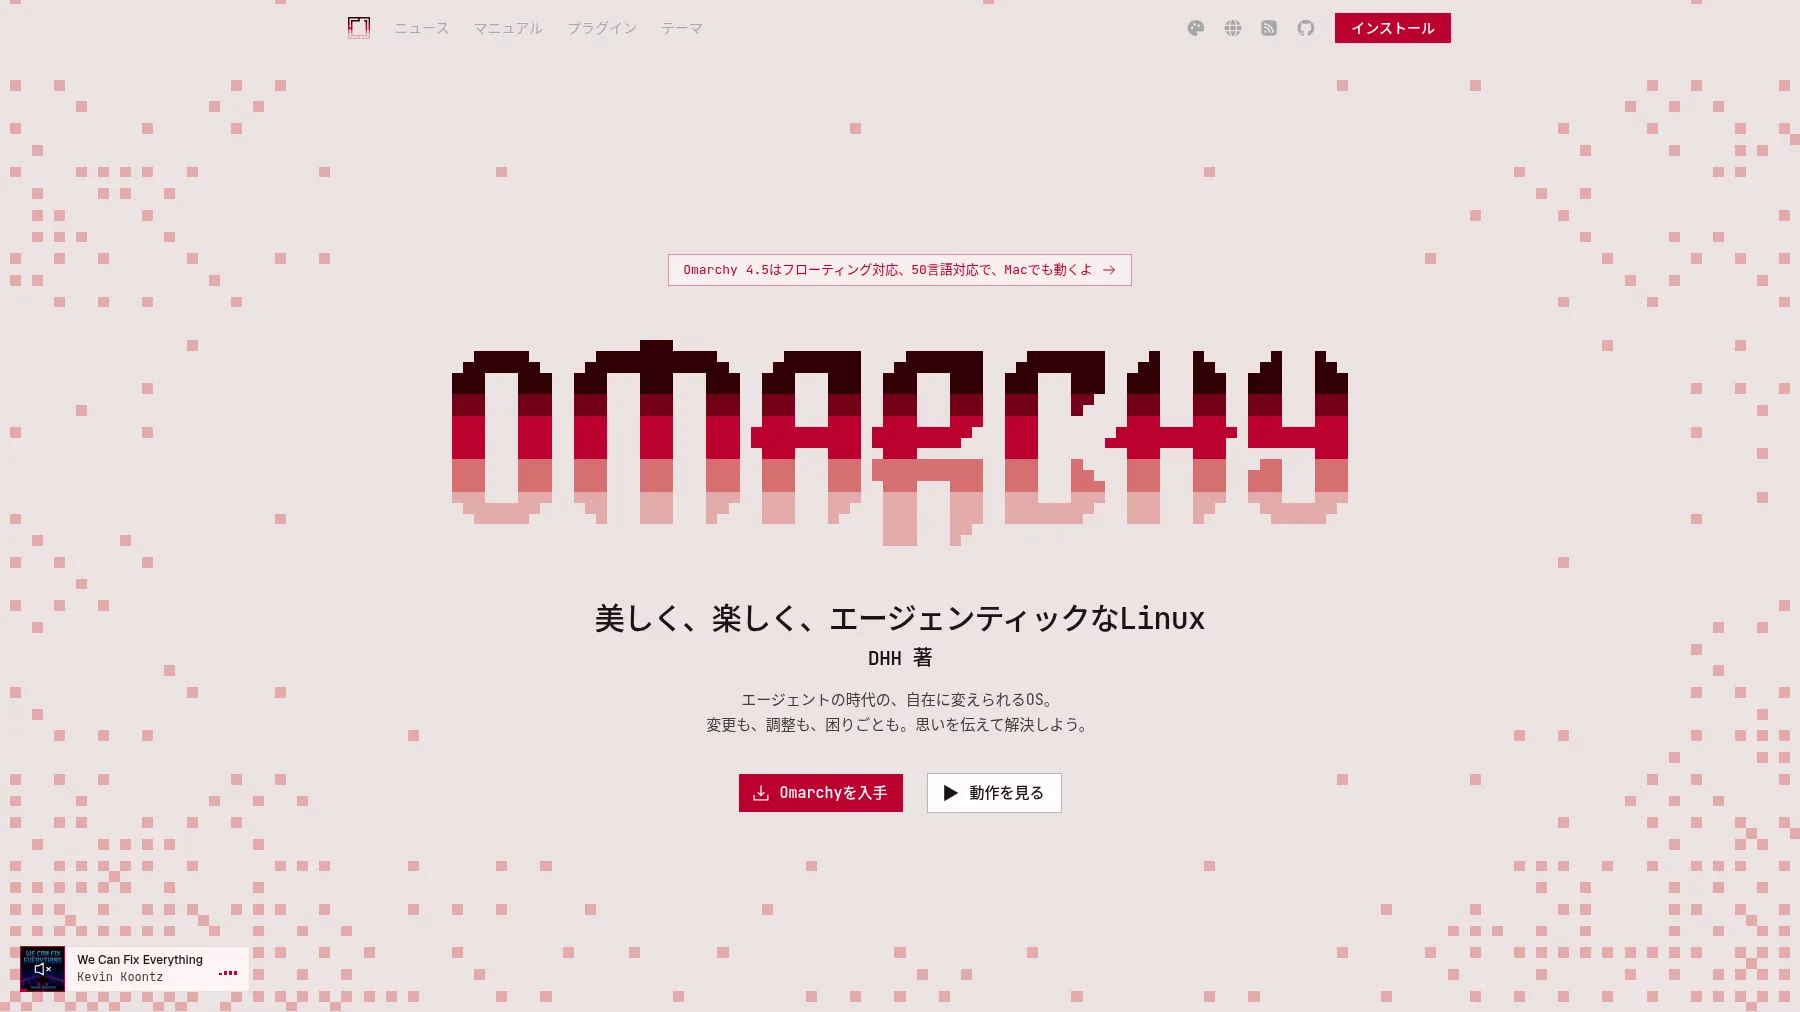 ニュース
マニュアル
プラグイン
テーマ
インストール
Omarchy 4.5はフローティング対応、50言語対応で、Macでも動くよ →
OMARCHY
美しく、楽しく、エージェンティックなLinux
DHH 著
エージェントの時代の、自在に変えられるOS。
変更も、調整も、困りごとも。思いを伝えて解決しよう。
Omarchyを入手
動作を見る
WE CAN FIX
EVERYTHING
We Can Fix Everything
Kevin Koontz